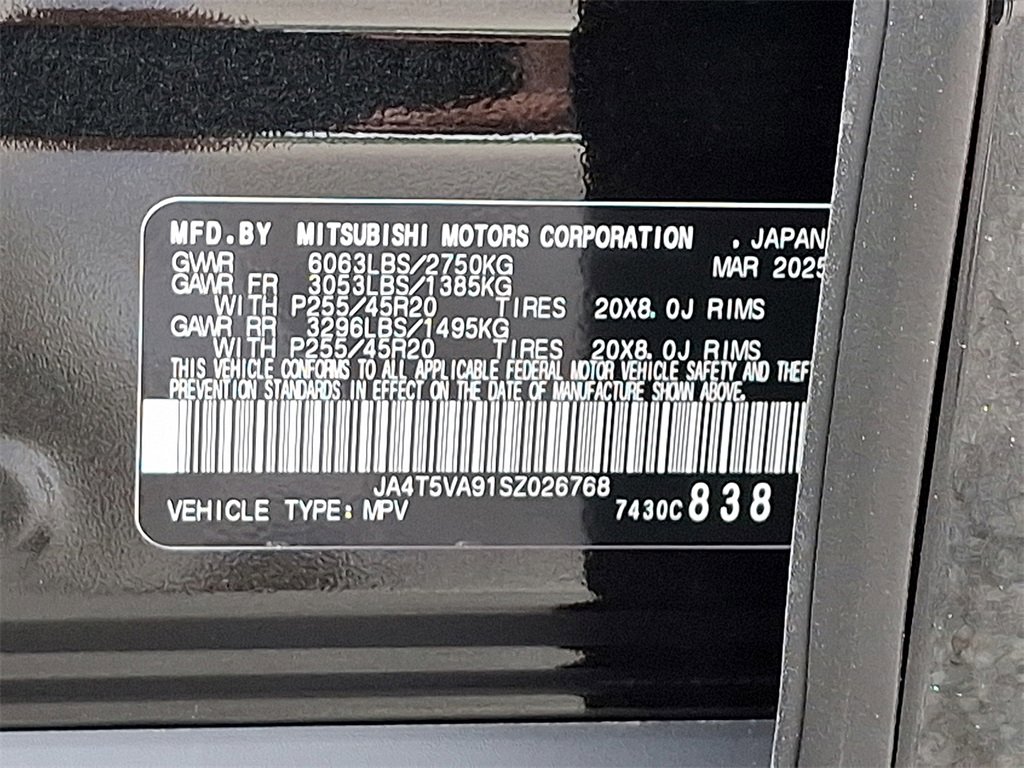 MFD.BY MITSUBISHI MOTORS CORPORATION . JAPAN
GVWR 6063LBS/2750KG MAR 2025
GAWR FR 3053LBS/1385KG
WITH P255/45R20 TIRES 20X8.0J RIMS
GAWR RR 3296LBS/1495KG
WITH P255/45R20 TIRES 20X8.0J RIMS
THIS VEHICLE CONFORMS TO ALL APPLICABLE FEDERAL MOTOR VEHICLE SAFETY AND THEF
PREVENTION STANDARDS IN EFFECT ON THE DATE OF MANUFACTURE SHOWN ABOVE.
JA4T5VA91SZ026768
VEHICLE TYPE: MPV 7430C 838